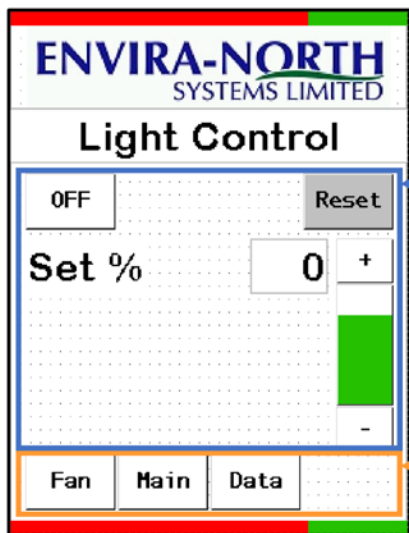 ENVIRA-NORTH
SYSTEMS LIMITED
Light Control
OFF Reset
Set % 0 +
-
Fan Main Data